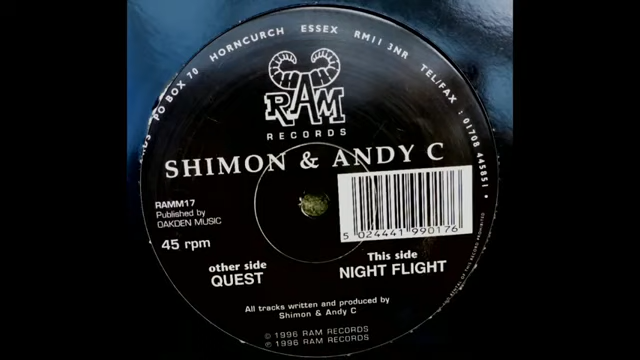 RDS PO BOX 70 HORNCHURCH ESSEX RM11 3NR TEL/FAX : 01708 445851 •
RAM
RECORDS
SHIMON & ANDY C
RAMM17
Published by
OAKDEN MUSIC
45 rpm
5 024441 990176
other side
QUEST
This side
NIGHT FLIGHT
All tracks written and produced by
Shimon & Andy C
© 1996 RAM RECORDS
℗ 1996 RAM RECORDS